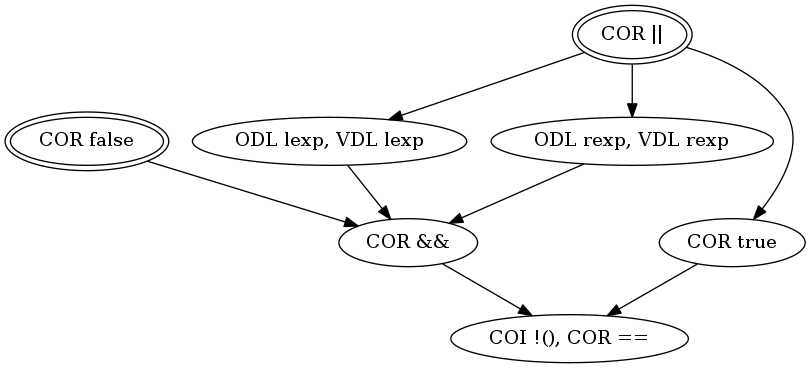 COR ||
COR false
ODL lexp, VDL lexp
ODL rexp, VDL rexp
COR &&
COR true
COI !(), COR ==